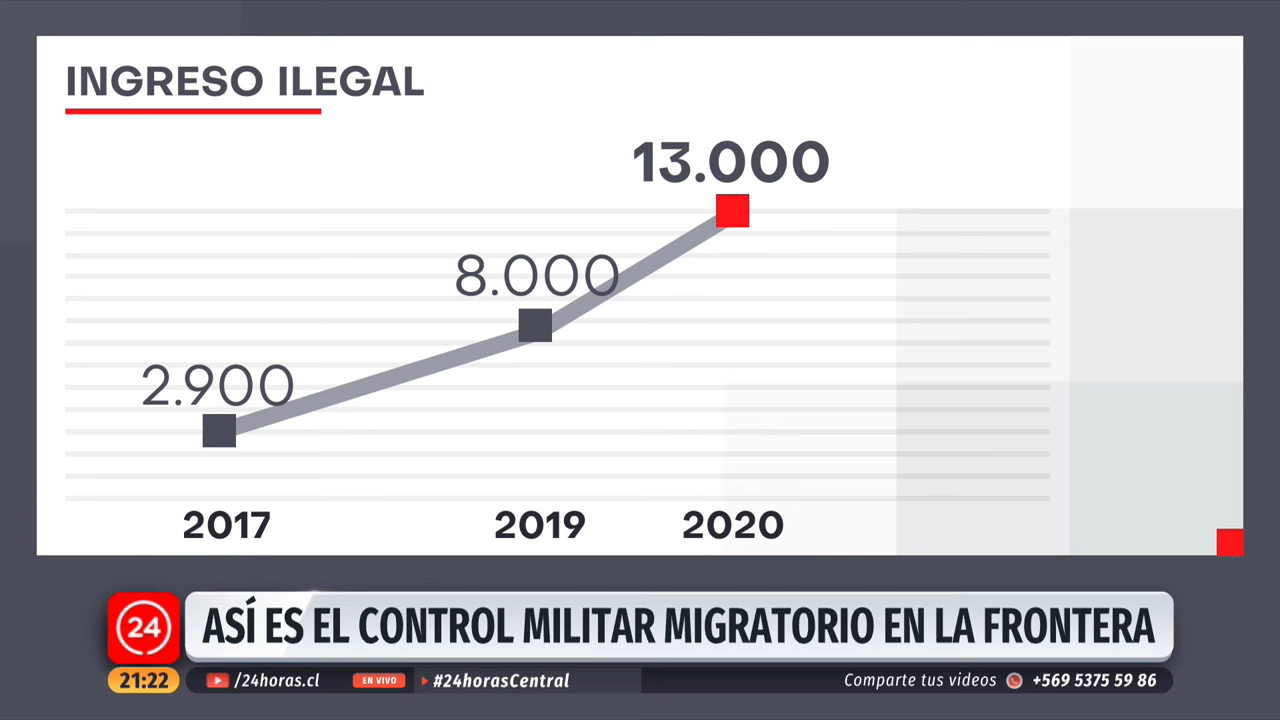 INGRESO ILEGAL
13.000
8.000
2.900
2017 2019 2020
24 ASÍ ES EL CONTROL MILITAR MIGRATORIO EN LA FRONTERA
21:22 /24horas.cl EN VIVO #24horasCentral Comparte tus videos +569 5375 59 86